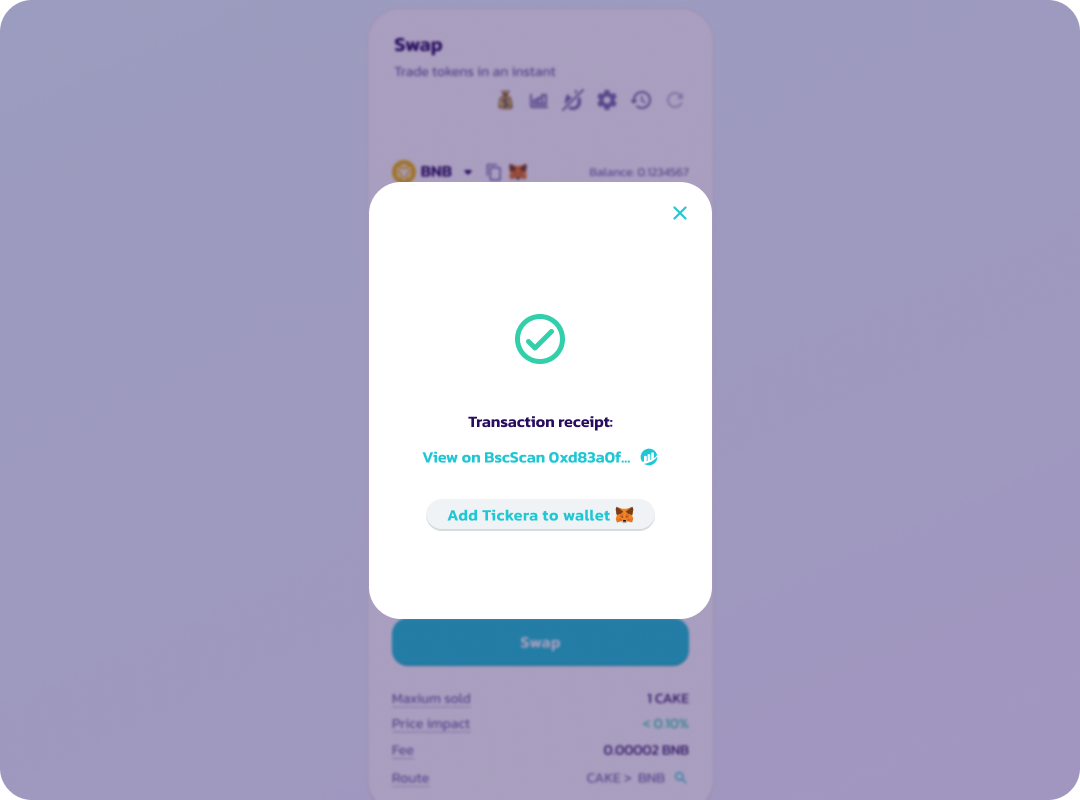 Swap
Trade tokens in an instant
BNB Balance: 0.1234567
Transaction receipt:
View on BscScan 0xd83a0f...
Add Tickera to wallet
Swap
Maxium sold 1 CAKE
Price impact < 0.10%
Fee 0.00002 BNB
Route CAKE > BNB